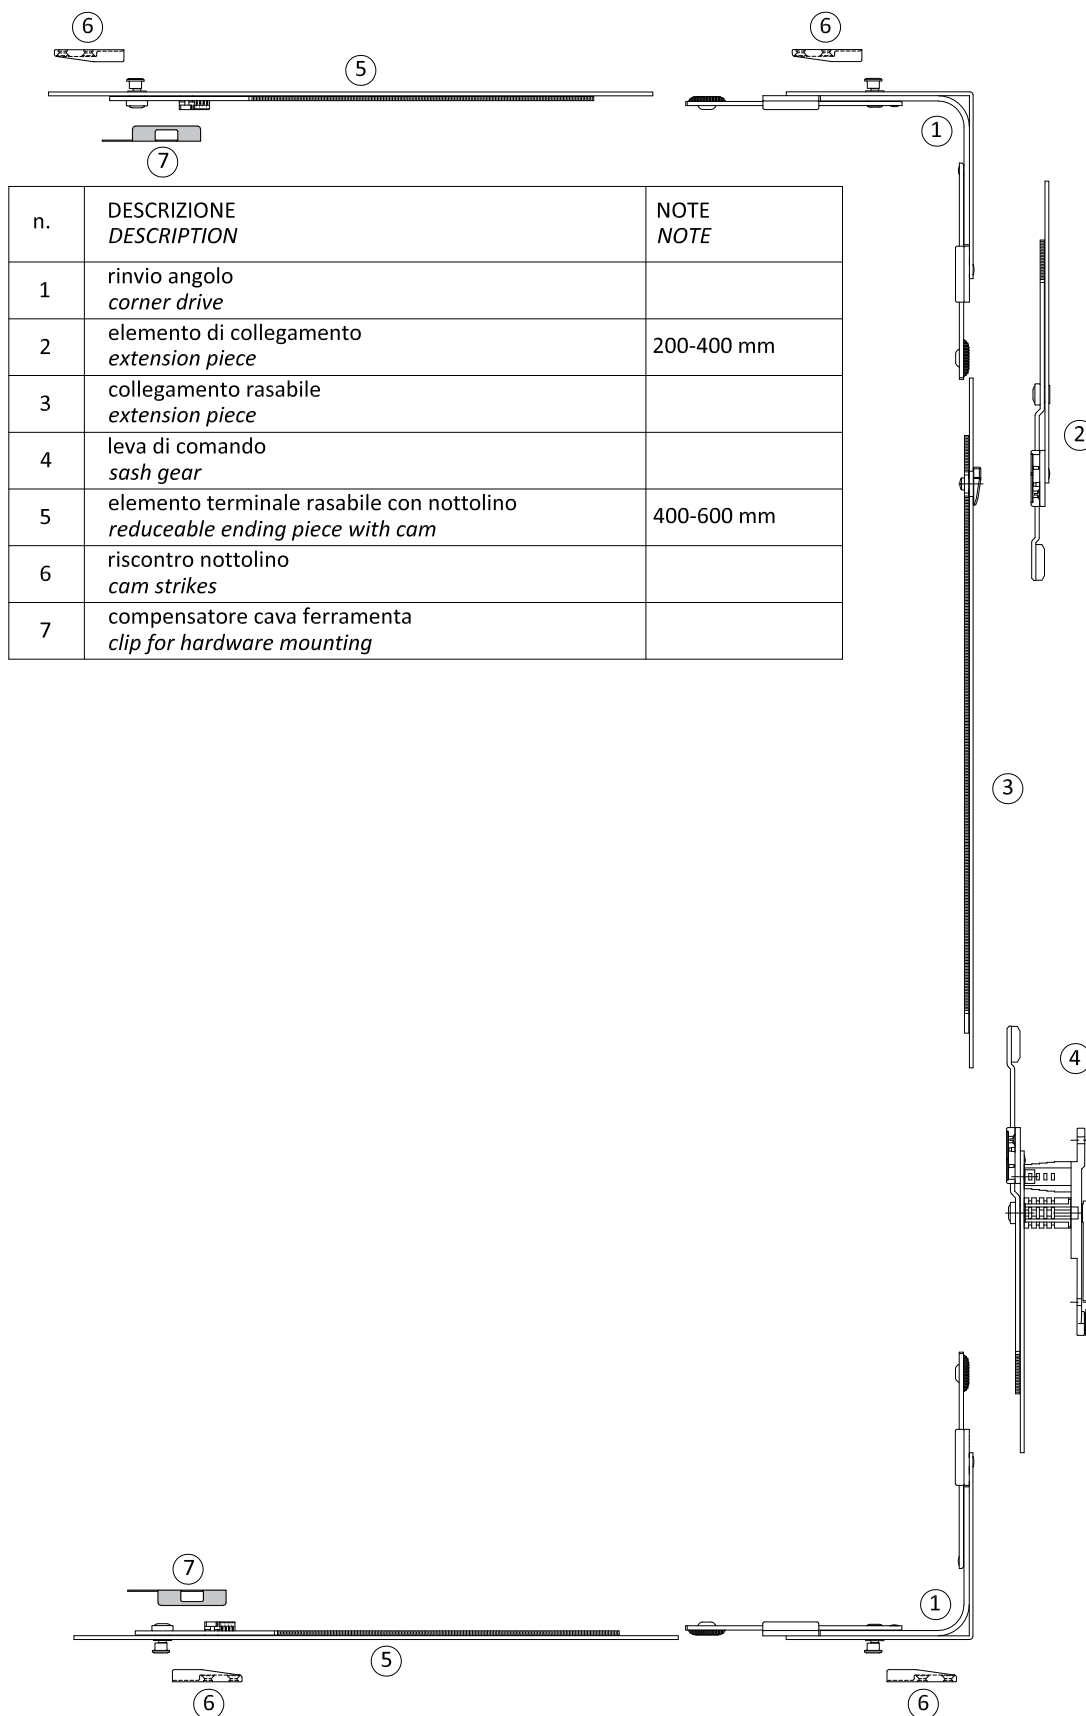 6
6
5
1
7
n.
DESCRIZIONE
DESCRIPTION
NOTE
NOTE
1
rinvio angolo
corner drive
2
elemento di collegamento
extension piece
200-400 mm
3
collegamento rasabile
extension piece
4
leva di comando
sash gear
5
elemento terminale rasabile con nottolino
reduceable ending piece with cam
400-600 mm
6
riscontro nottolino
cam strikes
7
compensatore cava ferramenta
clip for hardware mounting
2
3
4
7
1
5
6
6